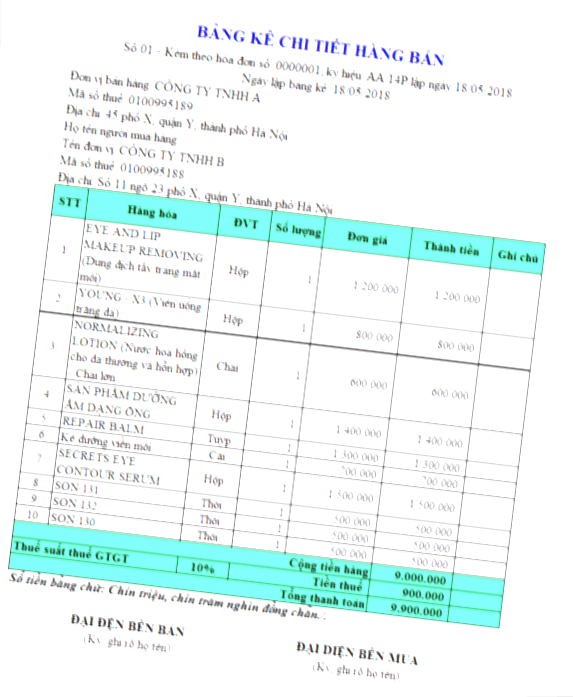 BẢNG KÊ CHI TIẾT HÀNG BÁN
Số 01 - Kèm theo hóa đơn số 0000001, ký hiệu AA 14P lập ngày 18/05/2018
Ngày lập bảng kê 18/05/2018
Đơn vị bán hàng CÔNG TY TNHH A
Mã số thuế 0100995189
Địa chỉ 45 phố X, quận Y, thành phố Hà Nội
Họ tên người mua hàng
Tên đơn vị CÔNG TY TNHH B
Mã số thuế 0100995188
Địa chỉ Số 11 ngõ 23 phố X, quận Y, thành phố Hà Nội
STT Hàng hóa ĐVT Số lượng Đơn giá Thành tiền Ghi chú
1 EYE AND LIP MAKEUP REMOVING (Dung dịch tẩy trang mắt môi) Hộp 1 1 200 000 1 200 000
2 YOUNG - X3 (Viên uống trắng da) Hộp 1 800 000 800 000
3 NORMALIZING LOTION (Nước hoa hồng cho da thường và hỗn hợp) Chai lớn Chai 1 600 000 600 000
4 SẢN PHẨM DƯỠNG ẨM DẠNG ỐNG Hộp 1 1 400 000 1 400 000
5 REPAIR BALM Tuýp 1 1 300 000 1 300 000
6 Kẻ đường viền môi Cái 1 700 000 700 000
7 SECRETS EYE CONTOUR SERUM Hộp 1 1 500 000 1 500 000
8 SON 131 Thỏi 1 500 000 500 000
9 SON 132 Thỏi 1 500 000 500 000
10 SON 130 Thỏi 1 500 000 500 000
Cộng tiền hàng 9.000.000
Thuế suất thuế GTGT 10% Tiền thuế 900.000
Tổng thanh toán 9.900.000
Số tiền bằng chữ: Chín triệu, chín trăm nghìn đồng chẵn./.
ĐẠI DIỆN BÊN BÁN
(Ký, ghi rõ họ tên)
ĐẠI DIỆN BÊN MUA
(Ký, ghi rõ họ tên)